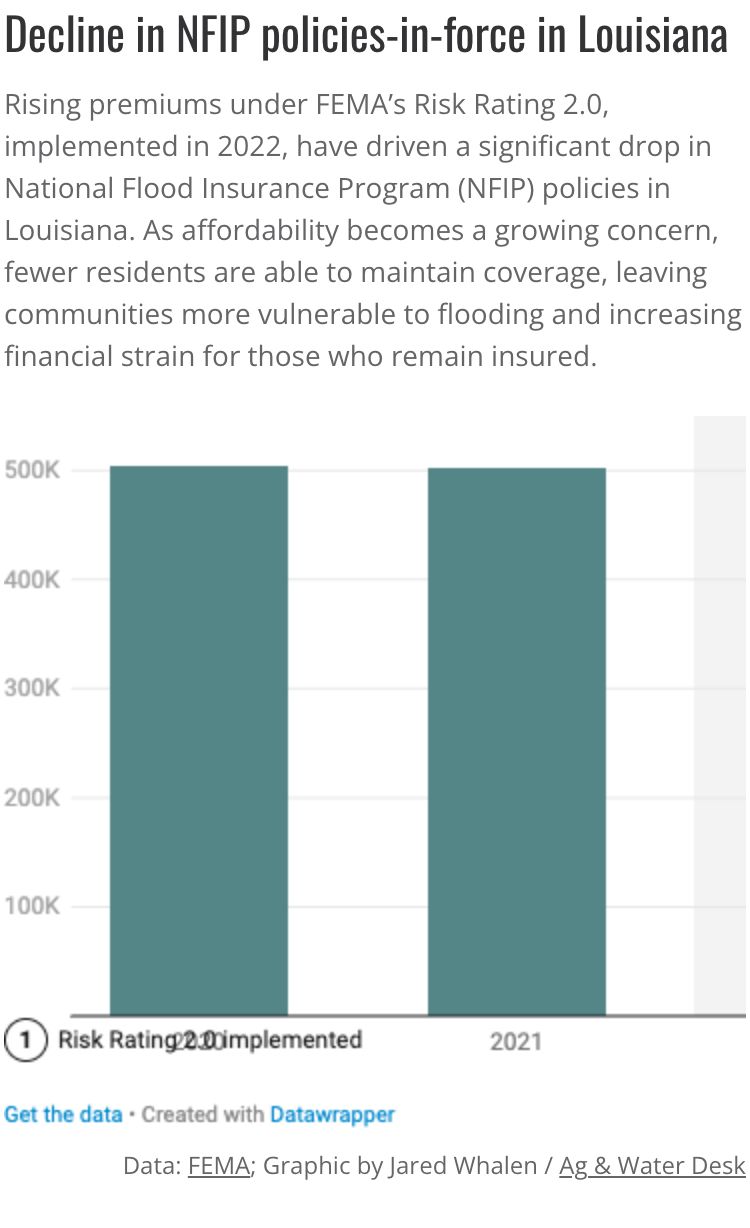 Decline in NFIP policies-in-force in Louisiana
Rising premiums under FEMA’s Risk Rating 2.0,
implemented in 2022, have driven a significant drop in
National Flood Insurance Program (NFIP) policies in
Louisiana. As affordability becomes a growing concern,
fewer residents are able to maintain coverage, leaving
communities more vulnerable to flooding and increasing
financial strain for those who remain insured.
500K
400K
300K
200K
100K
2020
2021
1 Risk Rating 2.0 implemented
Get the data • Created with Datawrapper
Data: FEMA; Graphic by Jared Whalen / Ag & Water Desk